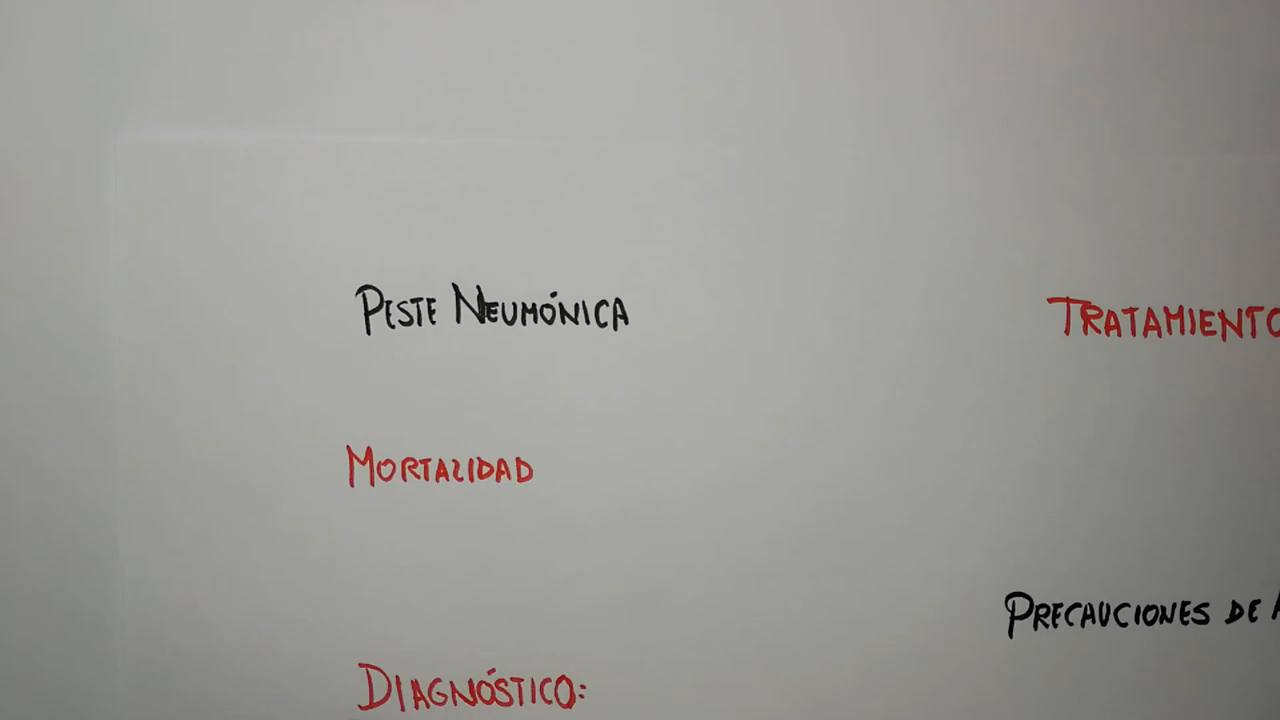 PESTE NEUMÓNICA
MORTALIDAD
DIAGNÓSTICO:
TRATAMIENTO
PRECAUCIONES DE